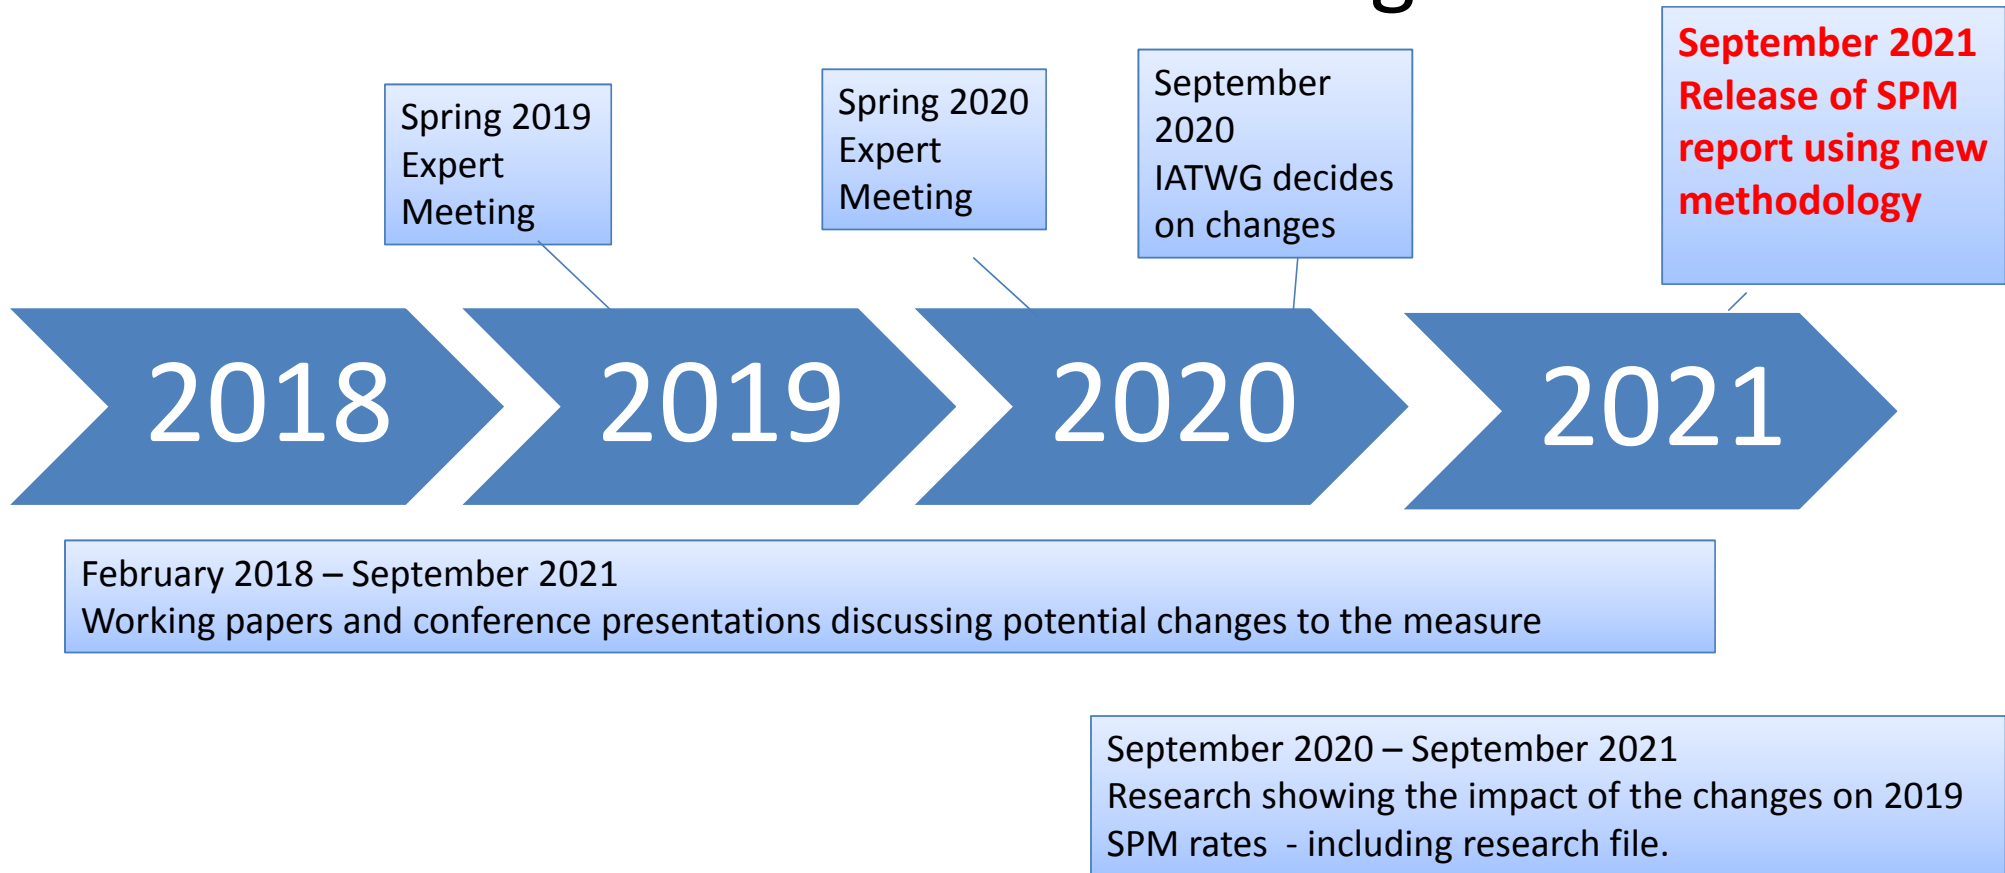 Spring 2019
Expert
Meeting
Spring 2020
Expert
Meeting
September
2020
IATWG decides
on changes
September 2021
Release of SPM
report using new
methodology
2018
2019
2020
2021
February 2018 – September 2021
Working papers and conference presentations discussing potential changes to the measure
September 2020 – September 2021
Research showing the impact of the changes on 2019
SPM rates - including research file.